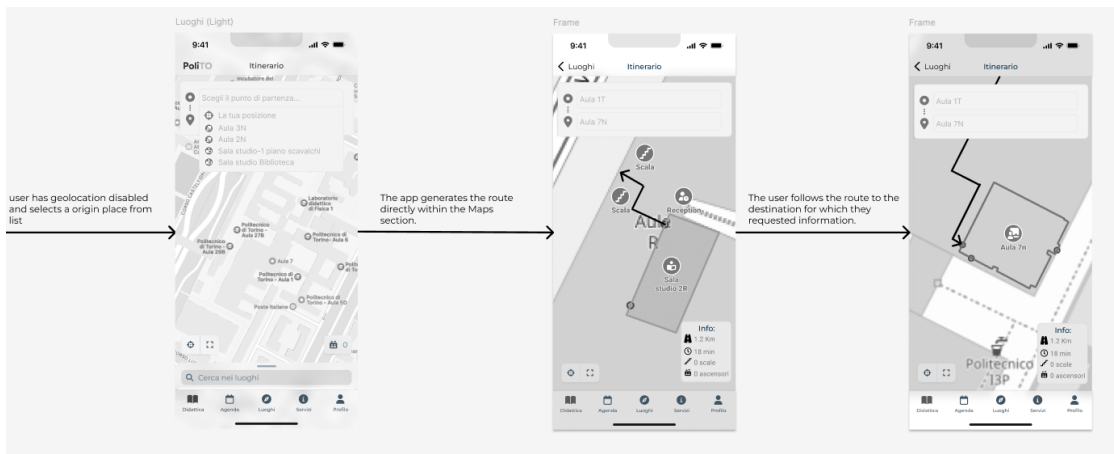 Luoghi (Light)
Frame
Frame
user has geolocation disabled
and selects a origin place from
list
9:41
PoliTO
Itinerario
Scegli il punto di partenza...
La tua posizione
Aula 3N
Aula 2N
Sala studio-1 piano scavalchi
Sala studio Biblioteca
Laboratorio
didattica
di Fisica 1
Politecnico
di Torino -
Aula 27B
Politecnico
di Torino- Aula 6
Politecnico
di Torino -
Aula 29B
Aula 7
Politecnico di
Torino - Aula 1
Politecnico di
Torino - Aula 5D
Poste Italiane
0
Cerca nei luoghi
Didattica
Agenda
Luoghi
Servizi
Profilo
The app generates the route
directly within the Maps
section.
9:41
Luoghi
Itinerario
Aula 1T
Aula 7N
Scala
Scala
Reception
Aula
R
Sala
studio 2R
Info:
1.2 Km
18 min
0 scale
0 ascensori
Didattica
Agenda
Luoghi
Servizi
Profilo
The user follows the route to the
destination for which they
requested information.
9:41
Luoghi
Itinerario
Aula 1T
Aula 7N
Aula 7n
Politecnico
I3P
Info:
1.2 Km
18 min
0 scale
0 ascensori
Didattica
Agenda
Luoghi
Servizi
Profilo